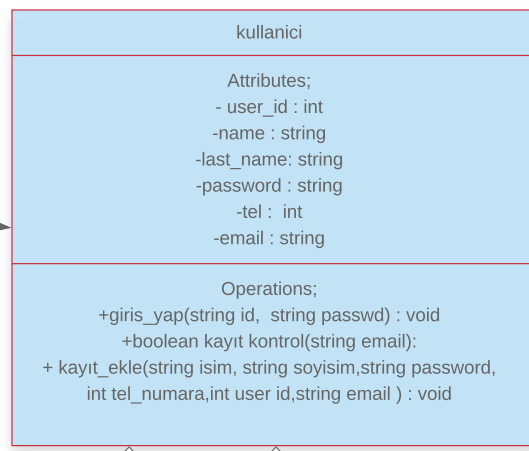 kullanici
Attributes;
- user_id : int
-name : string
-last_name: string
-password : string
-tel :  int
-email : string
Operations;
+giris_yap(string id,  string passwd) : void
+boolean kayıt kontrol(string email):
+ kayıt_ekle(string isim, string soyisim,string password,
int tel_numara,int user id,string email ) : void